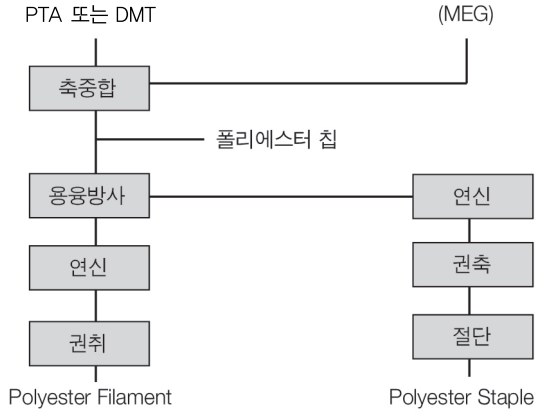 PTA 또는 DMT
(MEG)
축중합
폴리에스터 칩
용융방사
연신
연신
권축
권취
절단
Polyester Filament
Polyester Staple